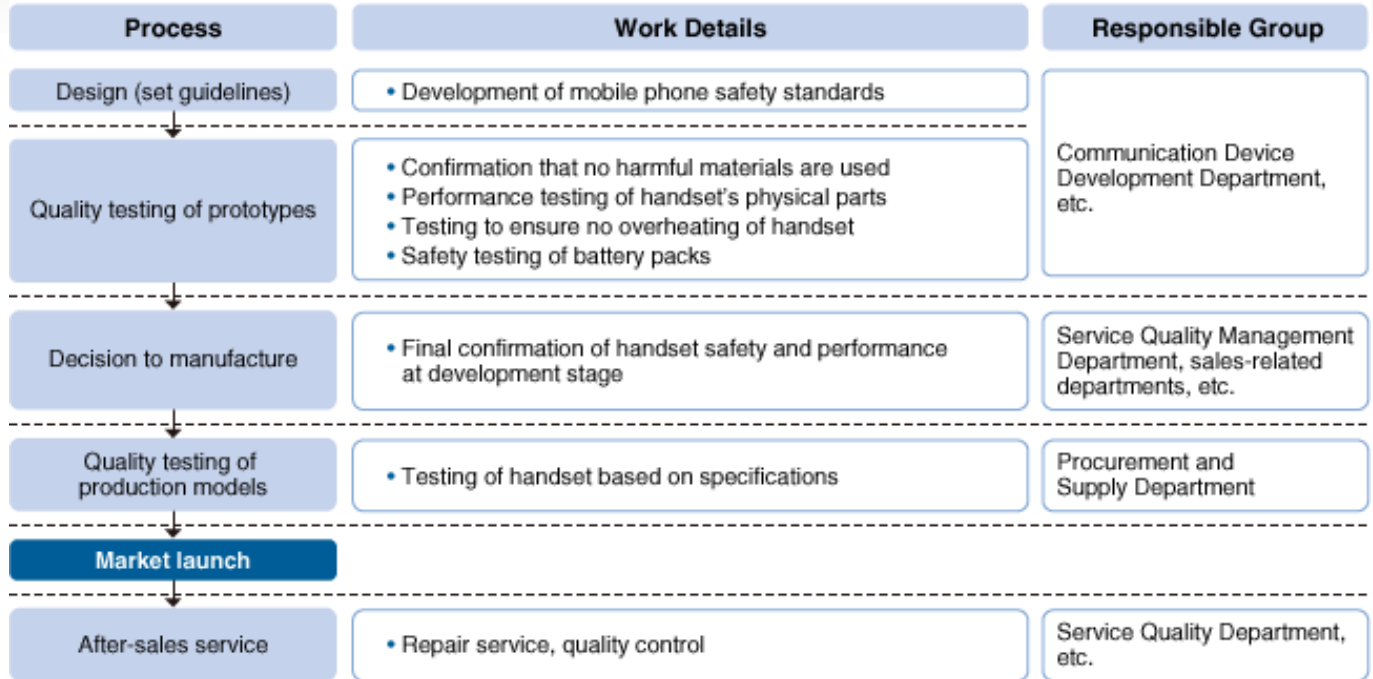 Process
Work Details
Responsible Group
Design (set guidelines)
• Development of mobile phone safety standards
Communication Device
Development Department,
etc.
Quality testing of prototypes
• Confirmation that no harmful materials are used
• Performance testing of handset's physical parts
• Testing to ensure no overheating of handset
• Safety testing of battery packs
Decision to manufacture
• Final confirmation of handset safety and performance
at development stage
Service Quality Management
Department, sales-related
departments, etc.
Quality testing of
production models
• Testing of handset based on specifications
Procurement and
Supply Department
Market launch
After-sales service
• Repair service, quality control
Service Quality Department,
etc.